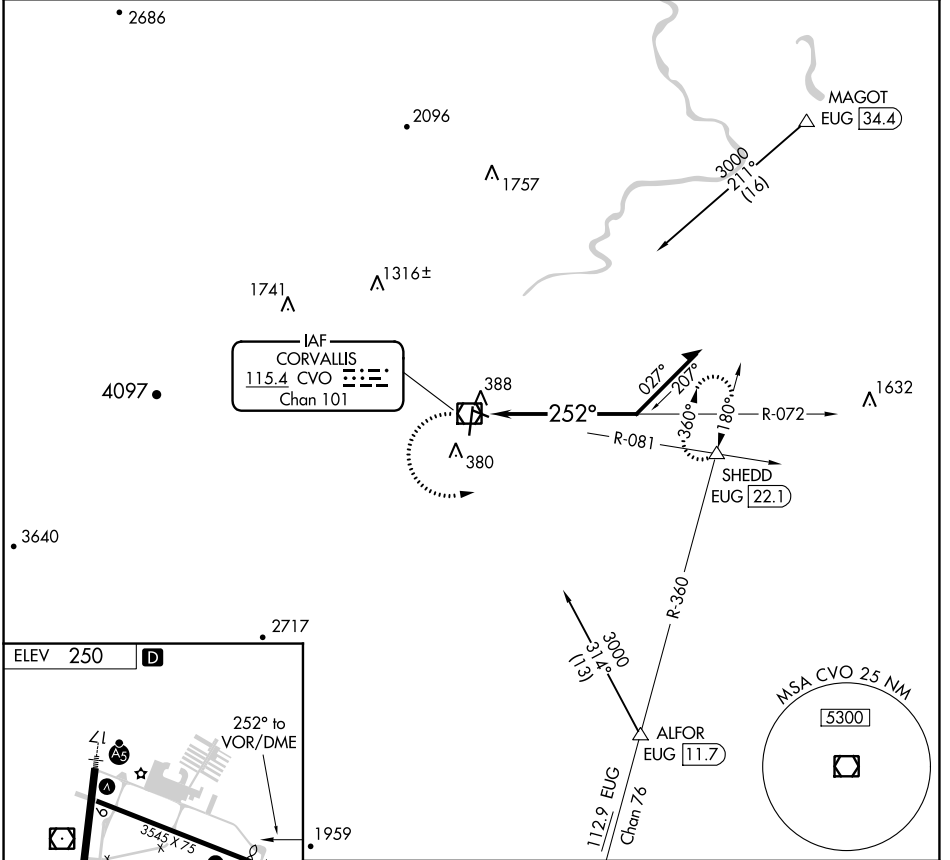 2686
MAGOT
EUG 34.4
2096
3000
211°
(16)
1757
1316±
1741
IAF
CORVALLIS
115.4 CVO
Chan 101
4097
388
252°
027°
207°
360°
180°
R-072
1632
R-081
380
SHEDD
EUG 22.1
3640
R-360
2717
3000
314°
(13)
ELEV 250 D
MSA CVO 25 NM
5300
252° to
VOR/DME
ALFOR
EUG 11.7
17
A5
V
9
3545 X 75
1959
112.9 EUG
Chan 76